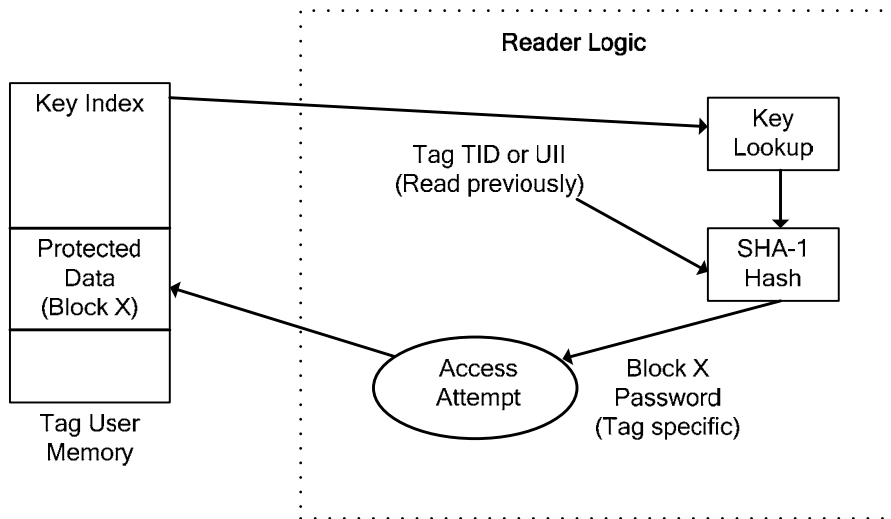 Reader Logic
Key Index
Key
Lookup
Tag TID or UII
(Read previously)
Protected
Data
(Block X)
SHA-1
Hash
Access
Attempt
Block X
Password
(Tag specific)
Tag User
Memory